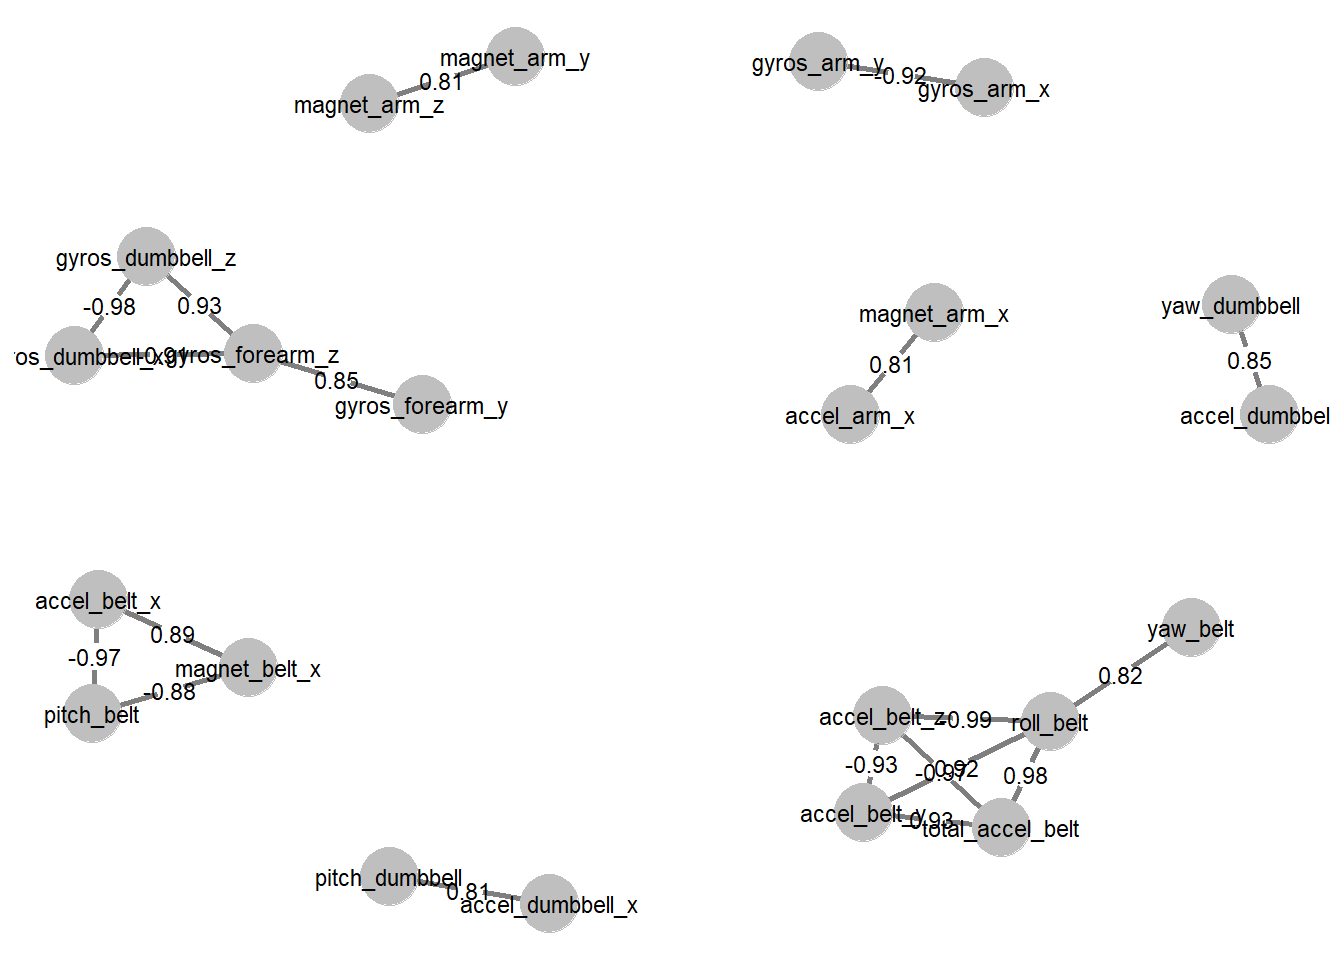 magnet_arm_y
0.81
magnet_arm_z
gyros_arm_y
-0.92
gyros_arm_x
gyros_dumbbell_z
-0.98
0.93
ros_dumbbell_x
gyros_forearm_z
0.85
gyros_forearm_y
magnet_arm_x
0.81
accel_arm_x
yaw_dumbbell
0.85
accel_dumbbel
accel_belt_x
0.89
-0.97
magnet_belt_x
-0.88
pitch_belt
yaw_belt
0.82
accel_belt_z
-0.99
roll_belt
-0.93
0.92
-0.97
0.98
accel_belt_y
0.93
total_accel_belt
pitch_dumbbell
0.81
accel_dumbbell_x